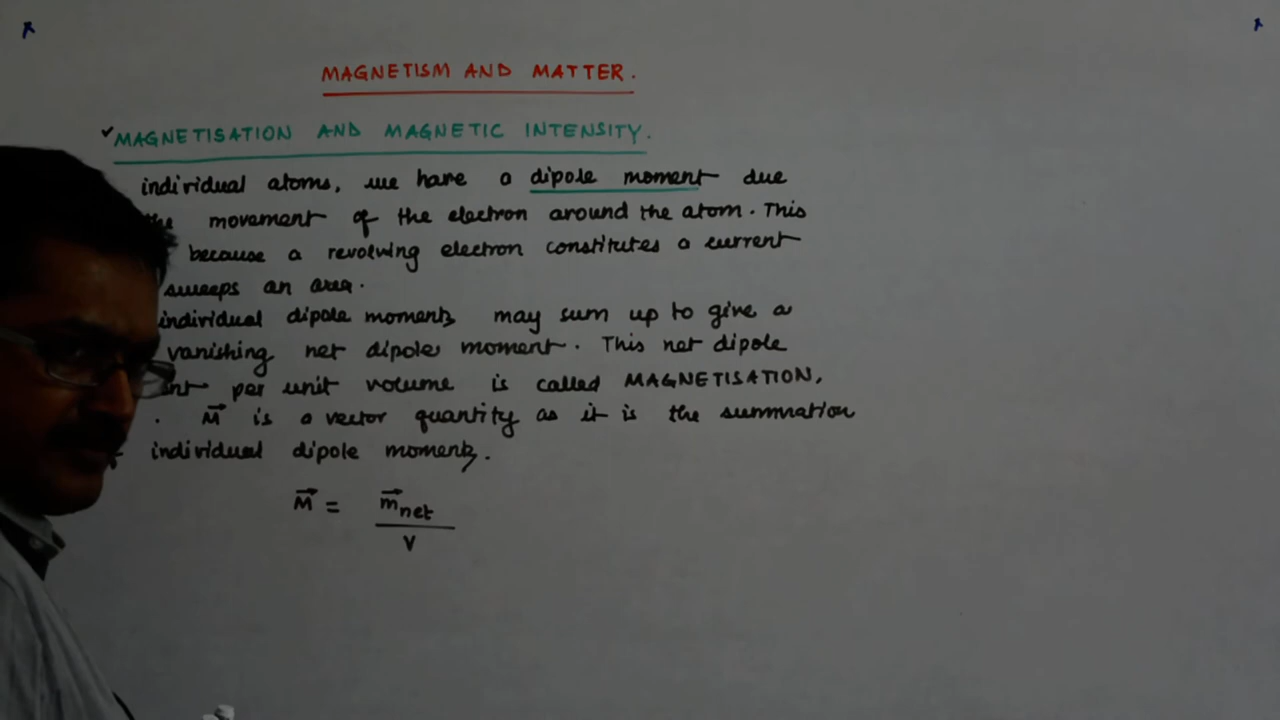 MAGNETISM AND MATTER.
MAGNETISATION AND MAGNETIC INTENSITY.
individual atoms, we have a dipole moment due
movement of the electron around the atom. This
because a revolving electron constitutes a current
sweeps an area.
individual dipole moments may sum up to give a
vanishing net dipole moment. This net dipole
per unit volume is called MAGNETISATION,
. M⃗ is a vector quantity as it is the summation
individual dipole moments.
M⃗ = m⃗net / V